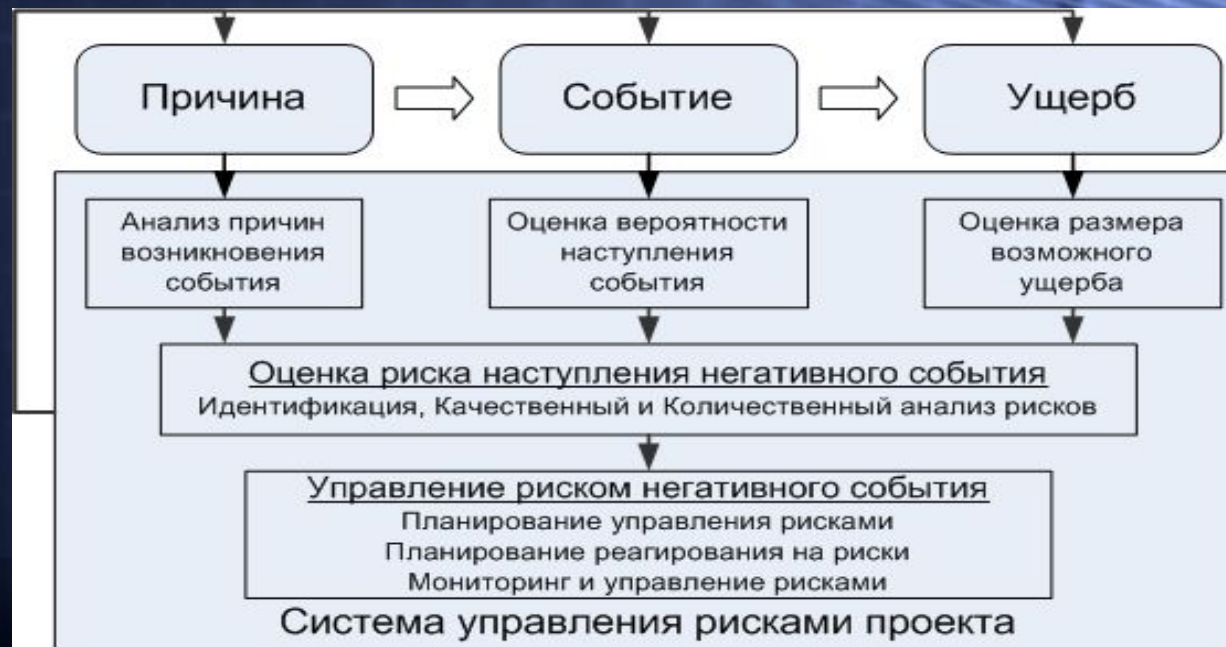 Причина
Событие
Ущерб
Анализ причин
возникновения
события
Оценка вероятности
наступления
события
Оценка размера
возможного
ущерба
Оценка риска наступления негативного события
Идентификация, Качественный и Количественный анализ рисков
Управление риском негативного события
Планирование управления рисками
Планирование реагирования на риски
Мониторинг и управление рисками
Система управления рисками проекта